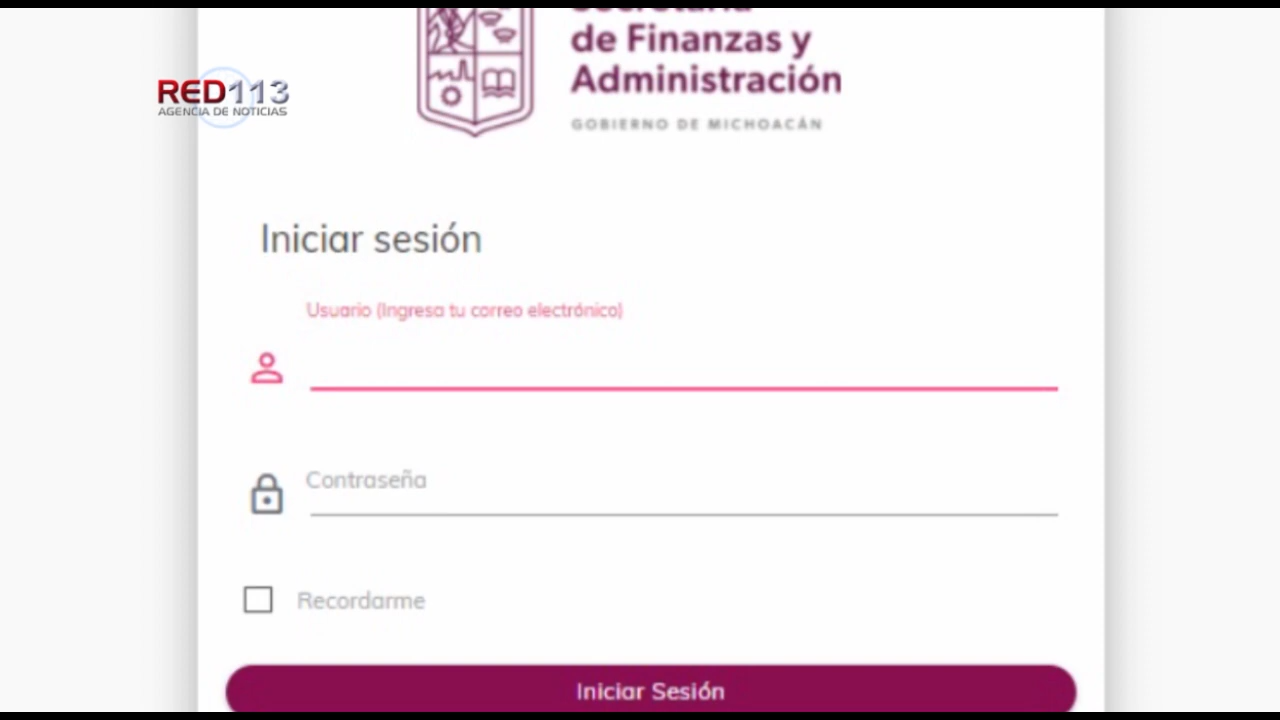 de Finanzas y
Administración
GOBIERNO DE MICHOACÁN
RED113
AGENCIA DE NOTICIAS
Iniciar sesión
Usuario (Ingresa tu correo electrónico)
Contraseña
Recordarme
Iniciar Sesión